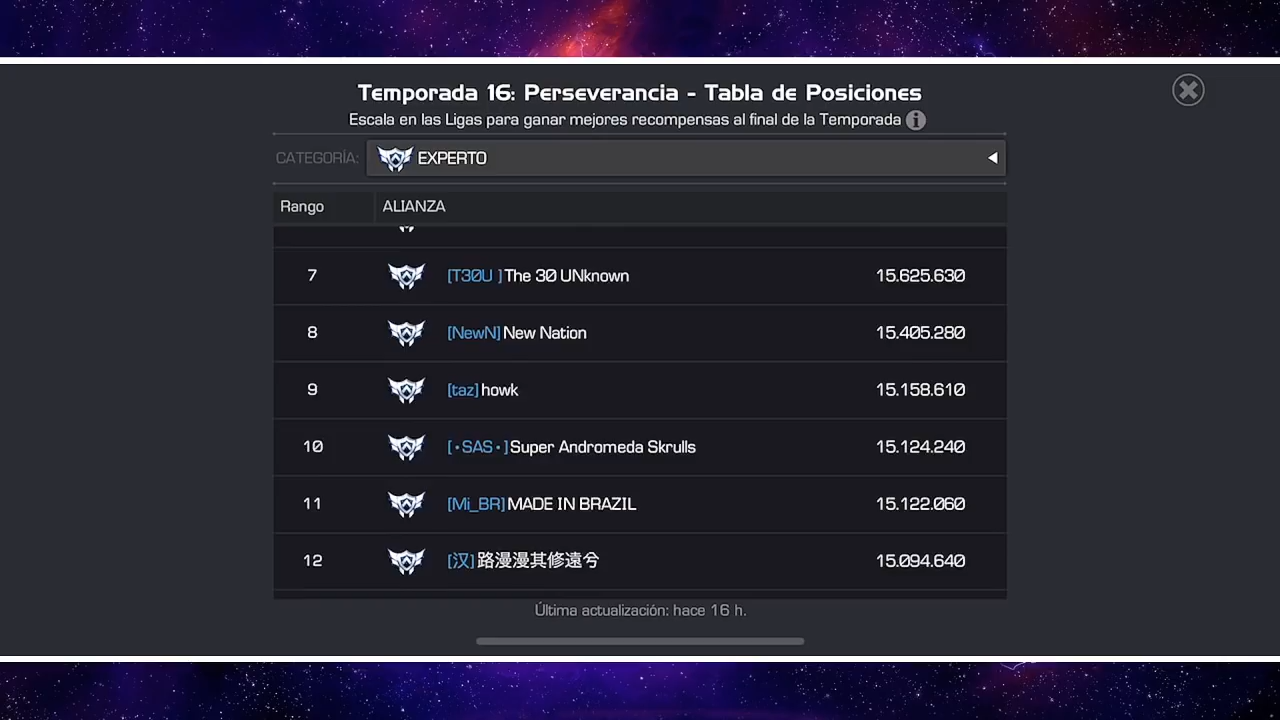 Temporada 16: Perseverancia - Tabla de Posiciones
Escala en las Ligas para ganar mejores recompensas al final de la Temporada
CATEGORÍA: EXPERTO
Rango ALIANZA
7 [T30U ]The 30 UNknown 15.625.630
8 [NewN]New Nation 15.405.280
9 [taz]howk 15.158.610
10 [•SAS•]Super Andromeda Skrulls 15.124.240
11 [Mi_BR]MADE IN BRAZIL 15.122.060
12 [汉]路漫漫其修遠兮 15.094.640
Última actualización: hace 16 h.